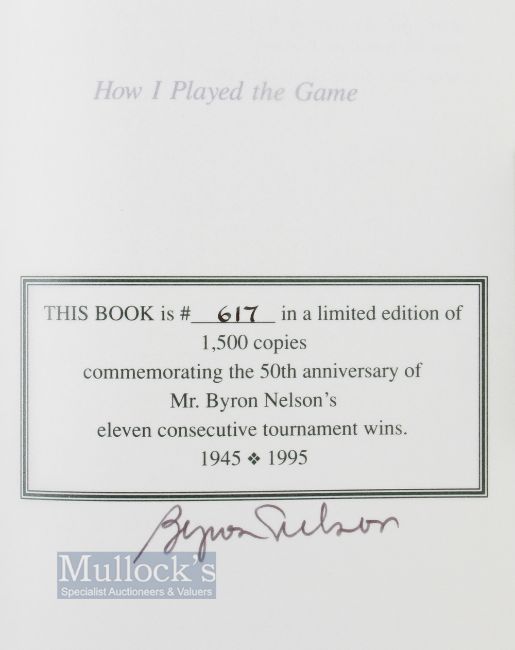 How I Played the Game
THIS BOOK is # 617 in a limited edition of
1,500 copies
commemorating the 50th anniversary of
Mr. Byron Nelson's
eleven consecutive tournament wins.
1945 ❖ 1995
Byron Nelson
Mullock's
Specialist Auctioneers & Valuers